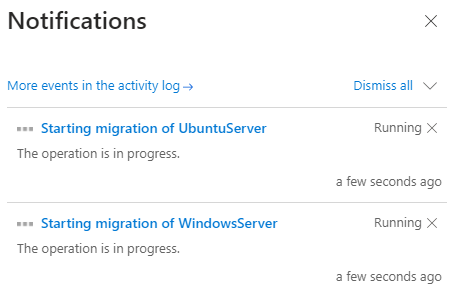 Notifications
More events in the activity log→ Dismiss all
Starting migration of UbuntuServer Running
The operation is in progress.
a few seconds ago
Starting migration of WindowsServer Running
The operation is in progress.
a few seconds ago